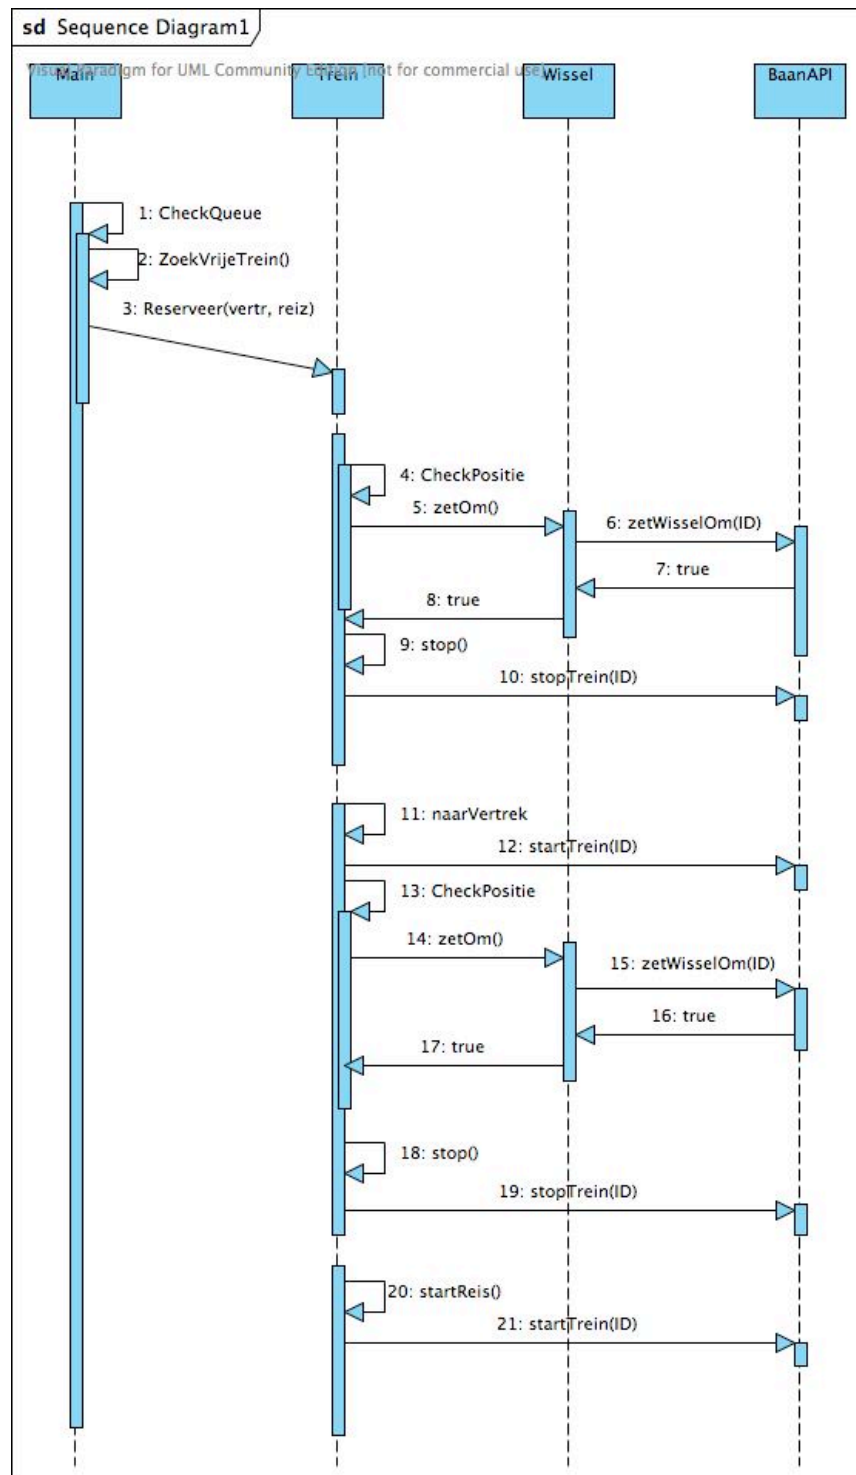 sd Sequence Diagram1
Visual Paradigm for UML Community Edition [not for commercial use]
Main
Trein
Wissel
BaanAPI
1: CheckQueue
2: ZoekVrijeTrein()
3: Reserveer(vertr, reiz)
4: CheckPositie
5: zetOm()
6: zetWisselOm(ID)
7: true
8: true
9: stop()
10: stopTrein(ID)
11: naarVertrek
12: startTrein(ID)
13: CheckPositie
14: zetOm()
15: zetWisselOm(ID)
16: true
17: true
18: stop()
19: stopTrein(ID)
20: startReis()
21: startTrein(ID)